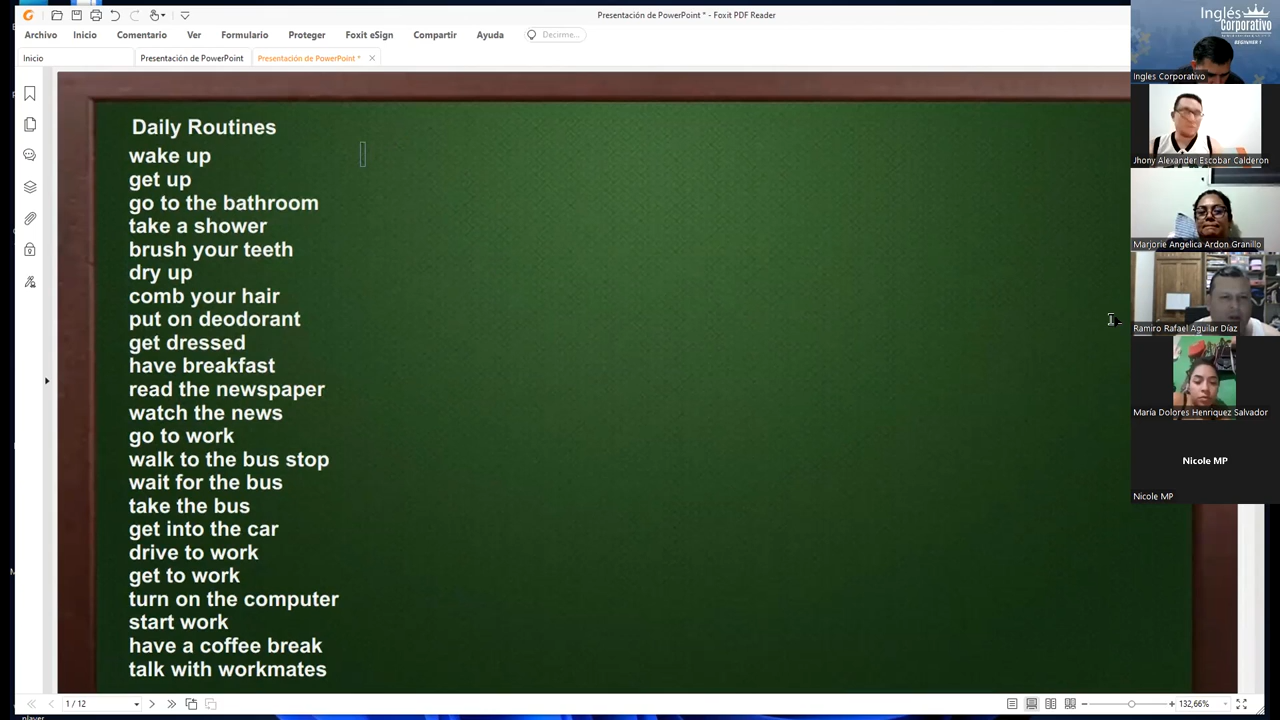 Presentación de PowerPoint * - Foxit PDF Reader
Archivo Inicio Comentario Ver Formulario Proteger Foxit eSign Compartir Ayuda Decirme...
Inicio Presentación de PowerPoint Presentación de PowerPoint *
Daily Routines
wake up
get up
go to the bathroom
take a shower
brush your teeth
dry up
comb your hair
put on deodorant
get dressed
have breakfast
read the newspaper
watch the news
go to work
walk to the bus stop
wait for the bus
take the bus
get into the car
drive to work
get to work
turn on the computer
start work
have a coffee break
talk with workmates
1 / 12
132,66%
player
Inglés
Corporativo
BEGINNER 1
Ingles Corporativo
Jhony Alexander Escobar Calderon
Marjorie Angelica Ardon Granillo
Ramiro Rafael Aguilar Díaz
María Dolores Henriquez Salvador
Nicole MP
Nicole MP